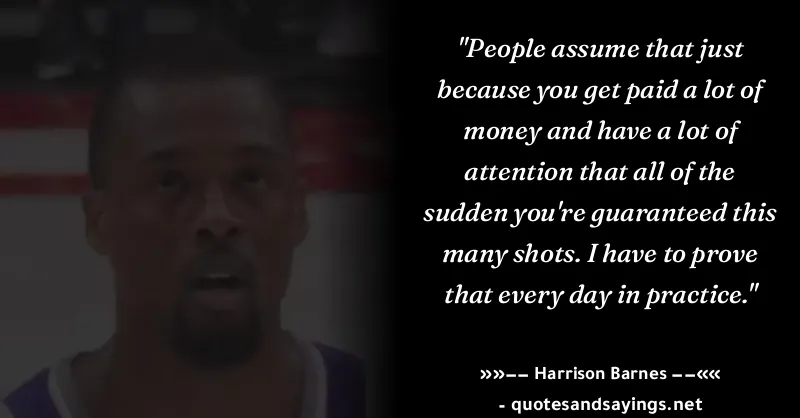 "People assume that just
because you get paid a lot of
money and have a lot of
attention that all of the
sudden you're guaranteed this
many shots. I have to prove
that every day in practice."
»»–– Harrison Barnes ––««
- quotesandsayings.net